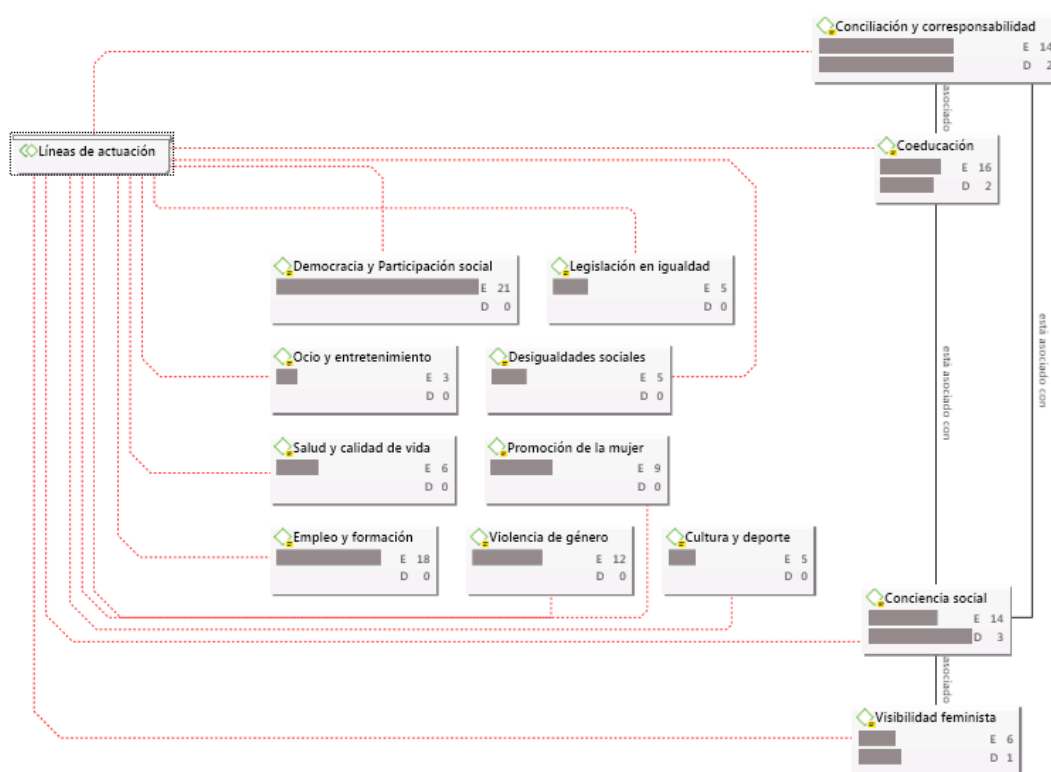 Conciliación y corresponsabilidad
E 14
D 2
asociado
Líneas de actuación
Coeducación
E 16
D 2
Democracia y Participación social
E 21
D 0
Legislación en igualdad
E 5
D 0
está asociado con
está asociado con
Ocio y entretenimiento
E 3
D 0
Desigualdades sociales
E 5
D 0
Salud y calidad de vida
E 6
D 0
Promoción de la mujer
E 9
D 0
Empleo y formación
E 18
D 0
Violencia de género
E 12
D 0
Cultura y deporte
E 5
D 0
Conciencia social
E 14
D 3
asociado
Visibilidad feminista
E 6
D 1